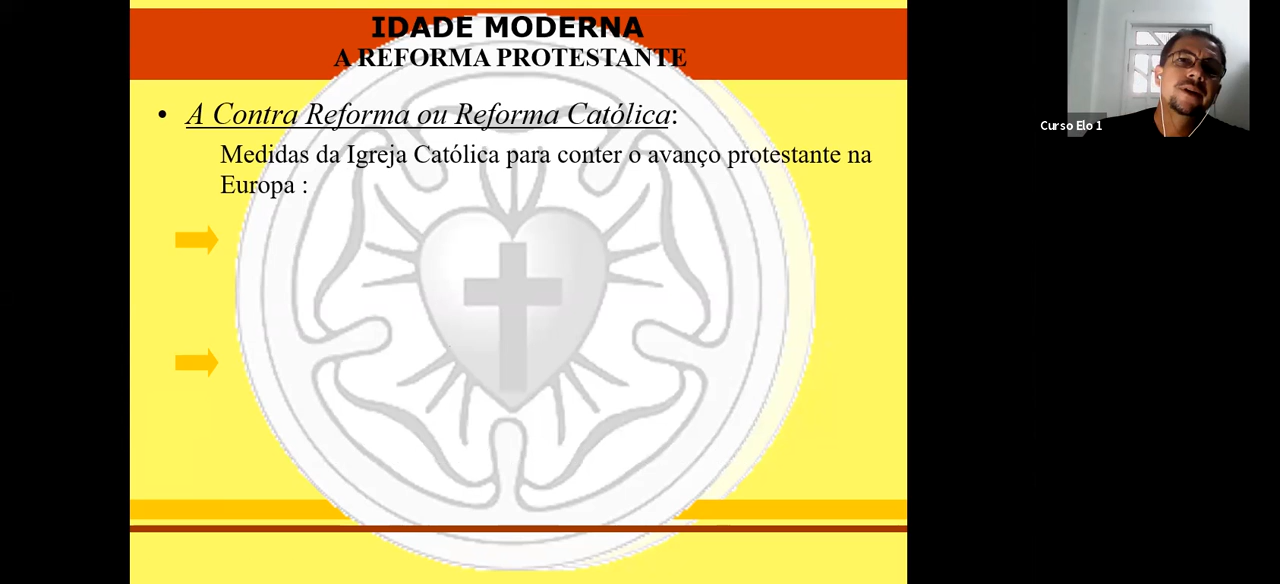 IDADE MODERNA
A REFORMA PROTESTANTE
• A Contra Reforma ou Reforma Católica:
Medidas da Igreja Católica para conter o avanço protestante na
Europa :
Curso Elo 1